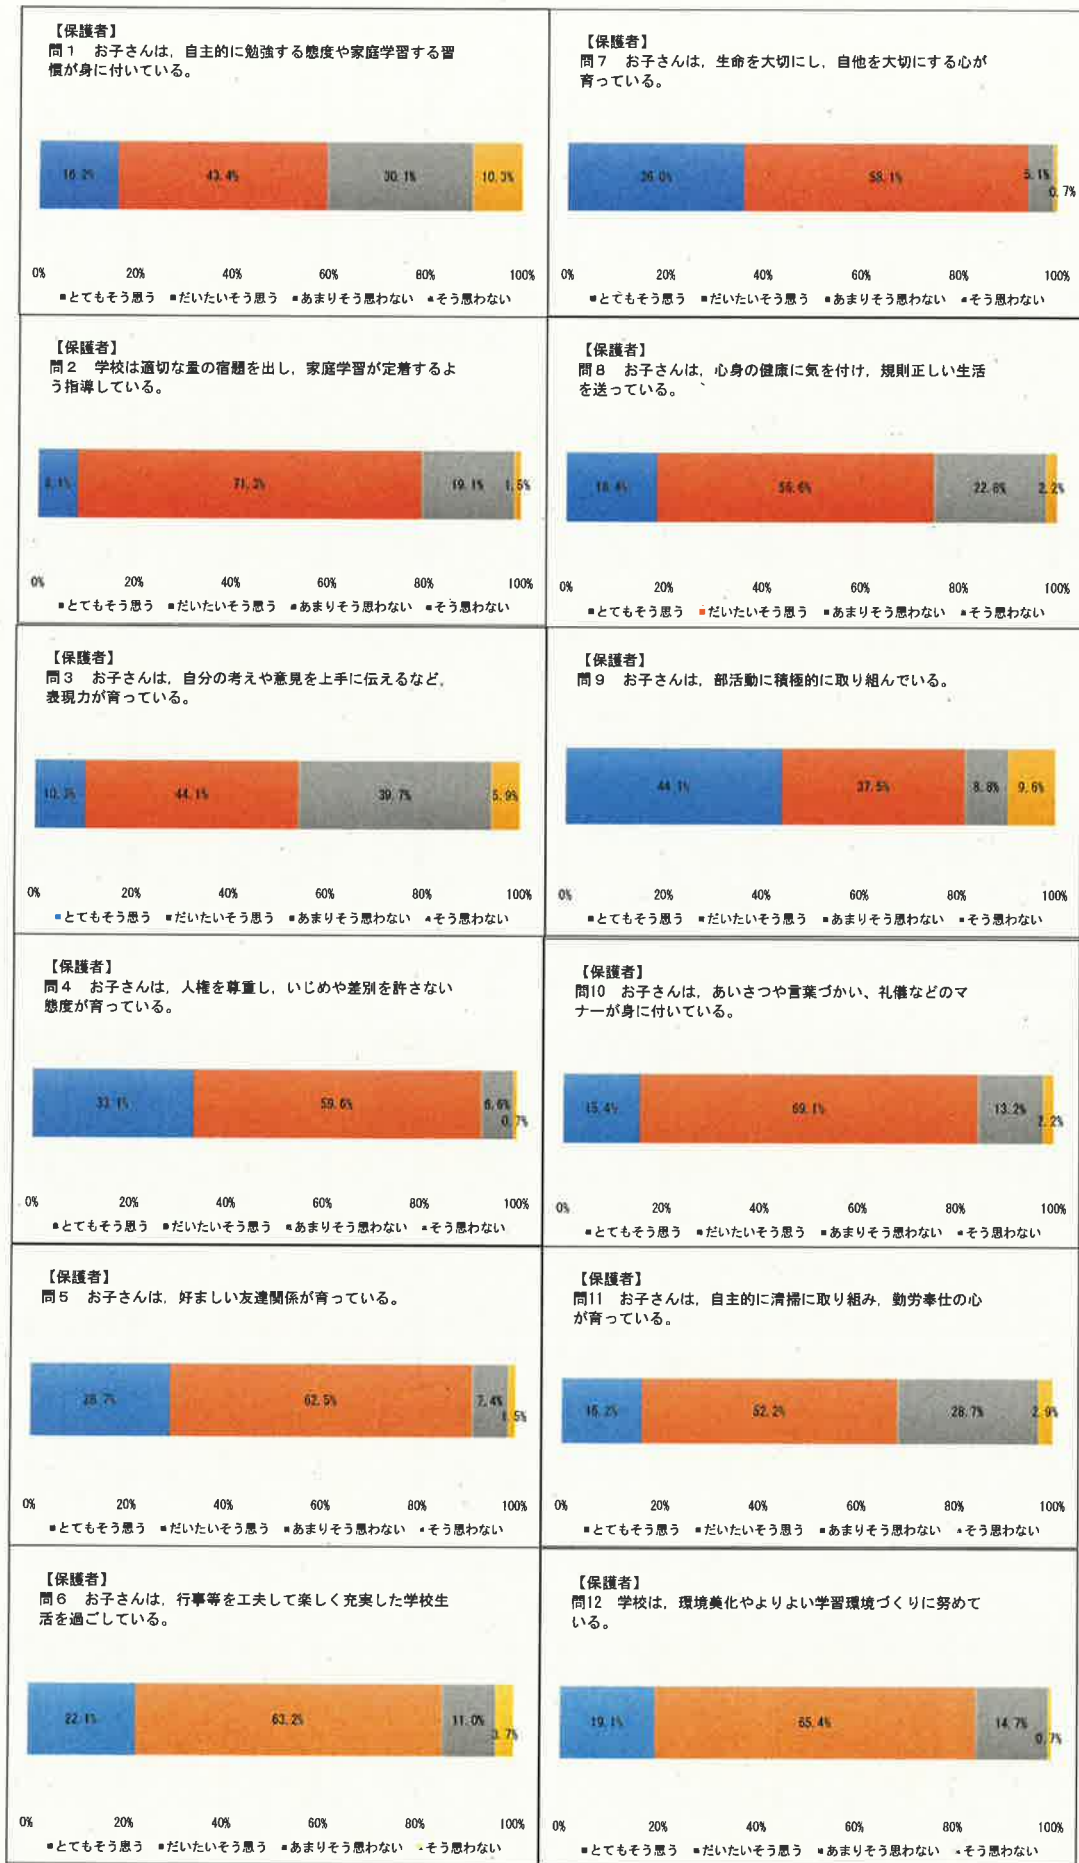 【保護者】
問1　お子さんは，自主的に勉強する態度や家庭学習する習
慣が身に付いている。
16.2%　43.4%　30.1%　10.3%
0%　20%　40%　60%　80%　100%
■とてもそう思う　■だいたいそう思う　■あまりそう思わない　■そう思わない
【保護者】
問2　学校は適切な量の宿題を出し，家庭学習が定着するよ
う指導している。
8.1%　71.3%　19.1%　1.5%
0%　20%　40%　60%　80%　100%
■とてもそう思う　■だいたいそう思う　■あまりそう思わない　■そう思わない
【保護者】
問3　お子さんは，自分の考えや意見を上手に伝えるなど，
表現力が育っている。
10.3%　44.1%　39.7%　5.9%
0%　20%　40%　60%　80%　100%
■とてもそう思う　■だいたいそう思う　■あまりそう思わない　■そう思わない
【保護者】
問4　お子さんは，人権を尊重し，いじめや差別を許さない
態度が育っている。
33.1%　59.6%　6.6%　0.7%
0%　20%　40%　60%　80%　100%
■とてもそう思う　■だいたいそう思う　■あまりそう思わない　■そう思わない
【保護者】
問5　お子さんは，好ましい友達関係が育っている。
28.7%　62.5%　7.4%　1.5%
0%　20%　40%　60%　80%　100%
■とてもそう思う　■だいたいそう思う　■あまりそう思わない　■そう思わない
【保護者】
問6　お子さんは，行事等を工夫して楽しく充実した学校生
活を過ごしている。
22.1%　63.2%　11.0%　3.7%
0%　20%　40%　60%　80%　100%
■とてもそう思う　■だいたいそう思う　■あまりそう思わない　■そう思わない
【保護者】
問7　お子さんは，生命を大切にし，自他を大切にする心が
育っている。
36.0%　58.1%　5.1%　0.7%
0%　20%　40%　60%　80%　100%
■とてもそう思う　■だいたいそう思う　■あまりそう思わない　■そう思わない
【保護者】
問8　お子さんは，心身の健康に気を付け，規則正しい生活
を送っている。
18.4%　56.6%　22.8%　2.2%
0%　20%　40%　60%　80%　100%
■とてもそう思う　■だいたいそう思う　■あまりそう思わない　■そう思わない
【保護者】
問9　お子さんは，部活動に積極的に取り組んでいる。
44.1%　37.5%　8.8%　9.6%
0%　20%　40%　60%　80%　100%
■とてもそう思う　■だいたいそう思う　■あまりそう思わない　■そう思わない
【保護者】
問10　お子さんは，あいさつや言葉づかい、礼儀などのマ
ナーが身に付いている。
15.4%　69.1%　13.2%　2.2%
0%　20%　40%　60%　80%　100%
■とてもそう思う　■だいたいそう思う　■あまりそう思わない　■そう思わない
【保護者】
問11　お子さんは，自主的に清掃に取り組み，勤労奉仕の心
が育っている。
16.2%　52.2%　28.7%　2.9%
0%　20%　40%　60%　80%　100%
■とてもそう思う　■だいたいそう思う　■あまりそう思わない　■そう思わない
【保護者】
問12　学校は，環境美化やよりよい学習環境づくりに努めて
いる。
19.1%　65.4%　14.7%　0.7%
0%　20%　40%　60%　80%　100%
■とてもそう思う　■だいたいそう思う　■あまりそう思わない　■そう思わない